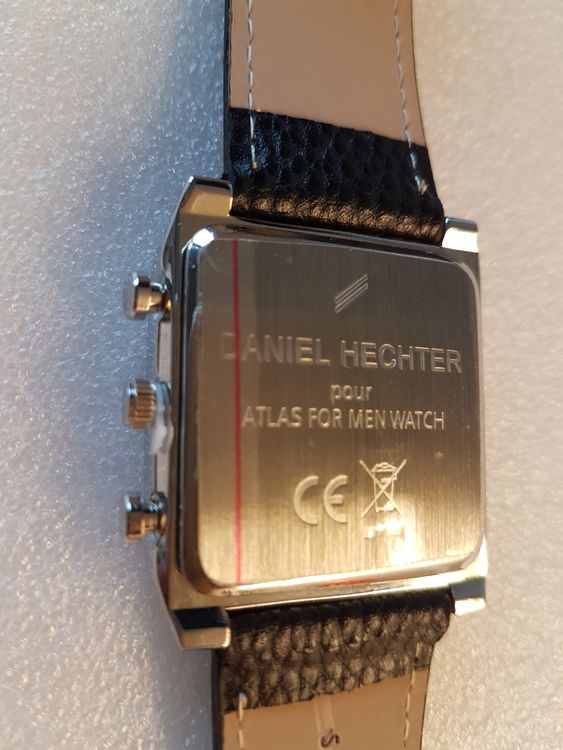 DANIEL HECHTER
pour
ATLAS FOR MEN WATCH
CE